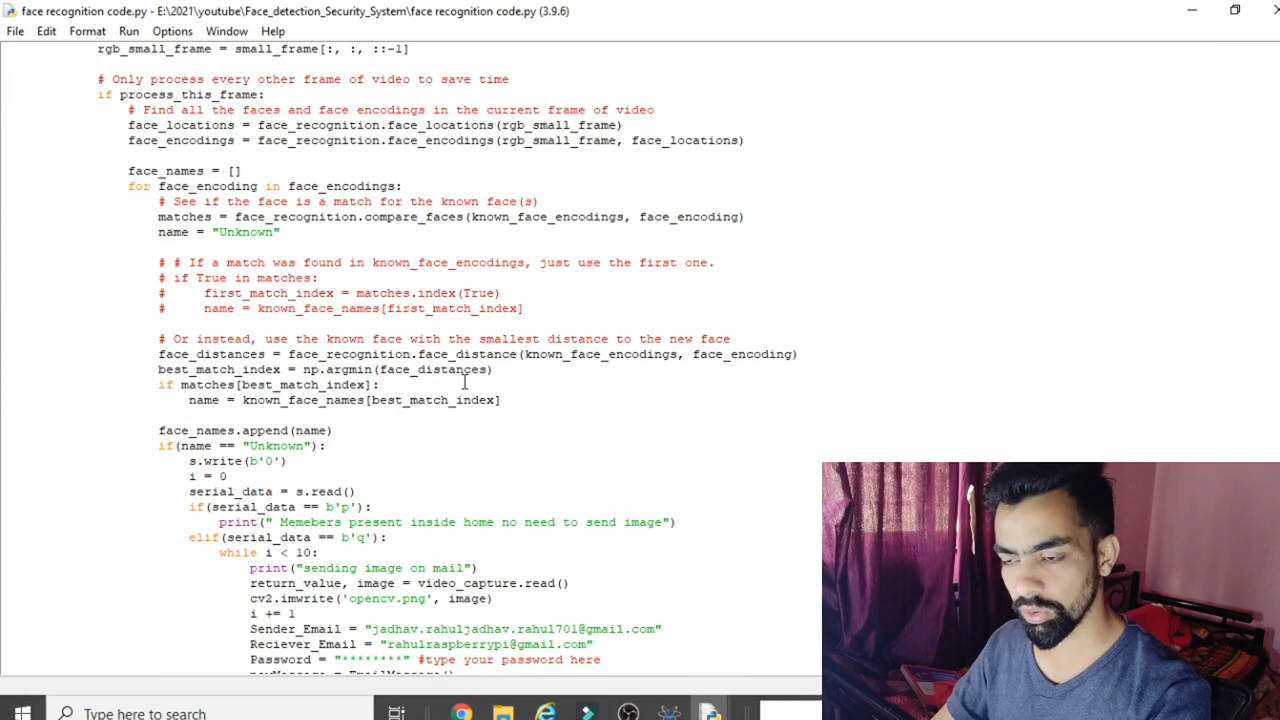 face recognition code.py - E:\2021\youtube\Face_detection_Security_System\face recognition code.py (3.9.6)
File Edit Format Run Options Window Help
rgb_small_frame = small_frame[:, :, ::-1]
# Only process every other frame of video to save time
if process_this_frame:
# Find all the faces and face encodings in the current frame of video
face_locations = face_recognition.face_locations(rgb_small_frame)
face_encodings = face_recognition.face_encodings(rgb_small_frame, face_locations)
face_names = []
for face_encoding in face_encodings:
# See if the face is a match for the known face(s)
matches = face_recognition.compare_faces(known_face_encodings, face_encoding)
name = "Unknown"
# # If a match was found in known_face_encodings, just use the first one.
# if True in matches:
#     first_match_index = matches.index(True)
#     name = known_face_names[first_match_index]
# Or instead, use the known face with the smallest distance to the new face
face_distances = face_recognition.face_distance(known_face_encodings, face_encoding)
best_match_index = np.argmin(face_distances)
if matches[best_match_index]:
name = known_face_names[best_match_index]
face_names.append(name)
if(name == "Unknown"):
s.write(b'0')
i = 0
serial_data = s.read()
if(serial_data == b'p'):
print(" Memebers present inside home no need to send image")
elif(serial_data == b'q'):
while i < 10:
print("sending image on mail")
return_value, image = video_capture.read()
cv2.imwrite('opencv.png', image)
i += 1
Sender_Email = "jadhav.rahuljadhav.rahul701@gmail.com"
Reciever_Email = "rahulraspberrypi@gmail.com"
Password = "********" #type your password here
newMessage = EmailMessage()
Type here to search